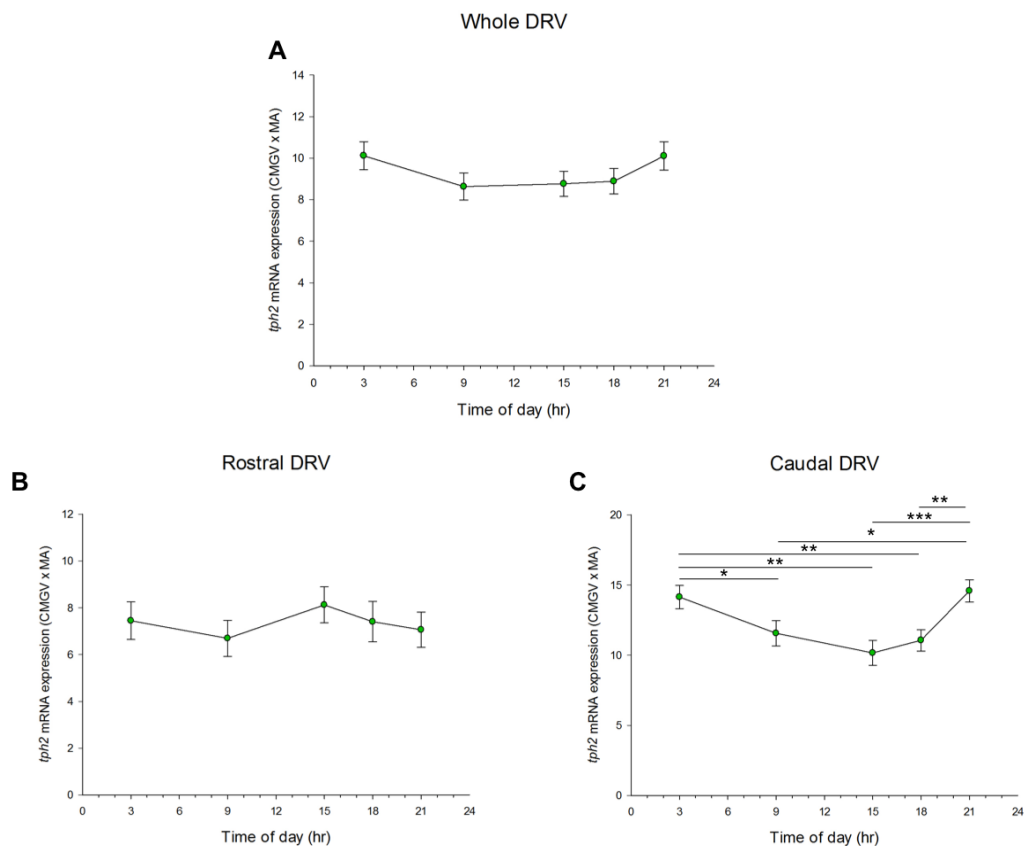 Whole DRV
A
tph2 mRNA expression (CMGV x MA)
14
12
10
8
6
4
2
0
0 3 6 9 12 15 18 21 24
Time of day (hr)
Rostral DRV
B
tph2 mRNA expression (CMGV x MA)
12
10
8
6
4
2
0
0 3 6 9 12 15 18 21 24
Time of day (hr)
Caudal DRV
C
tph2 mRNA expression (CMGV x MA)
20
15
10
5
0
**
***
*
**
**
*
0 3 6 9 12 15 18 21 24
Time of day (hr)